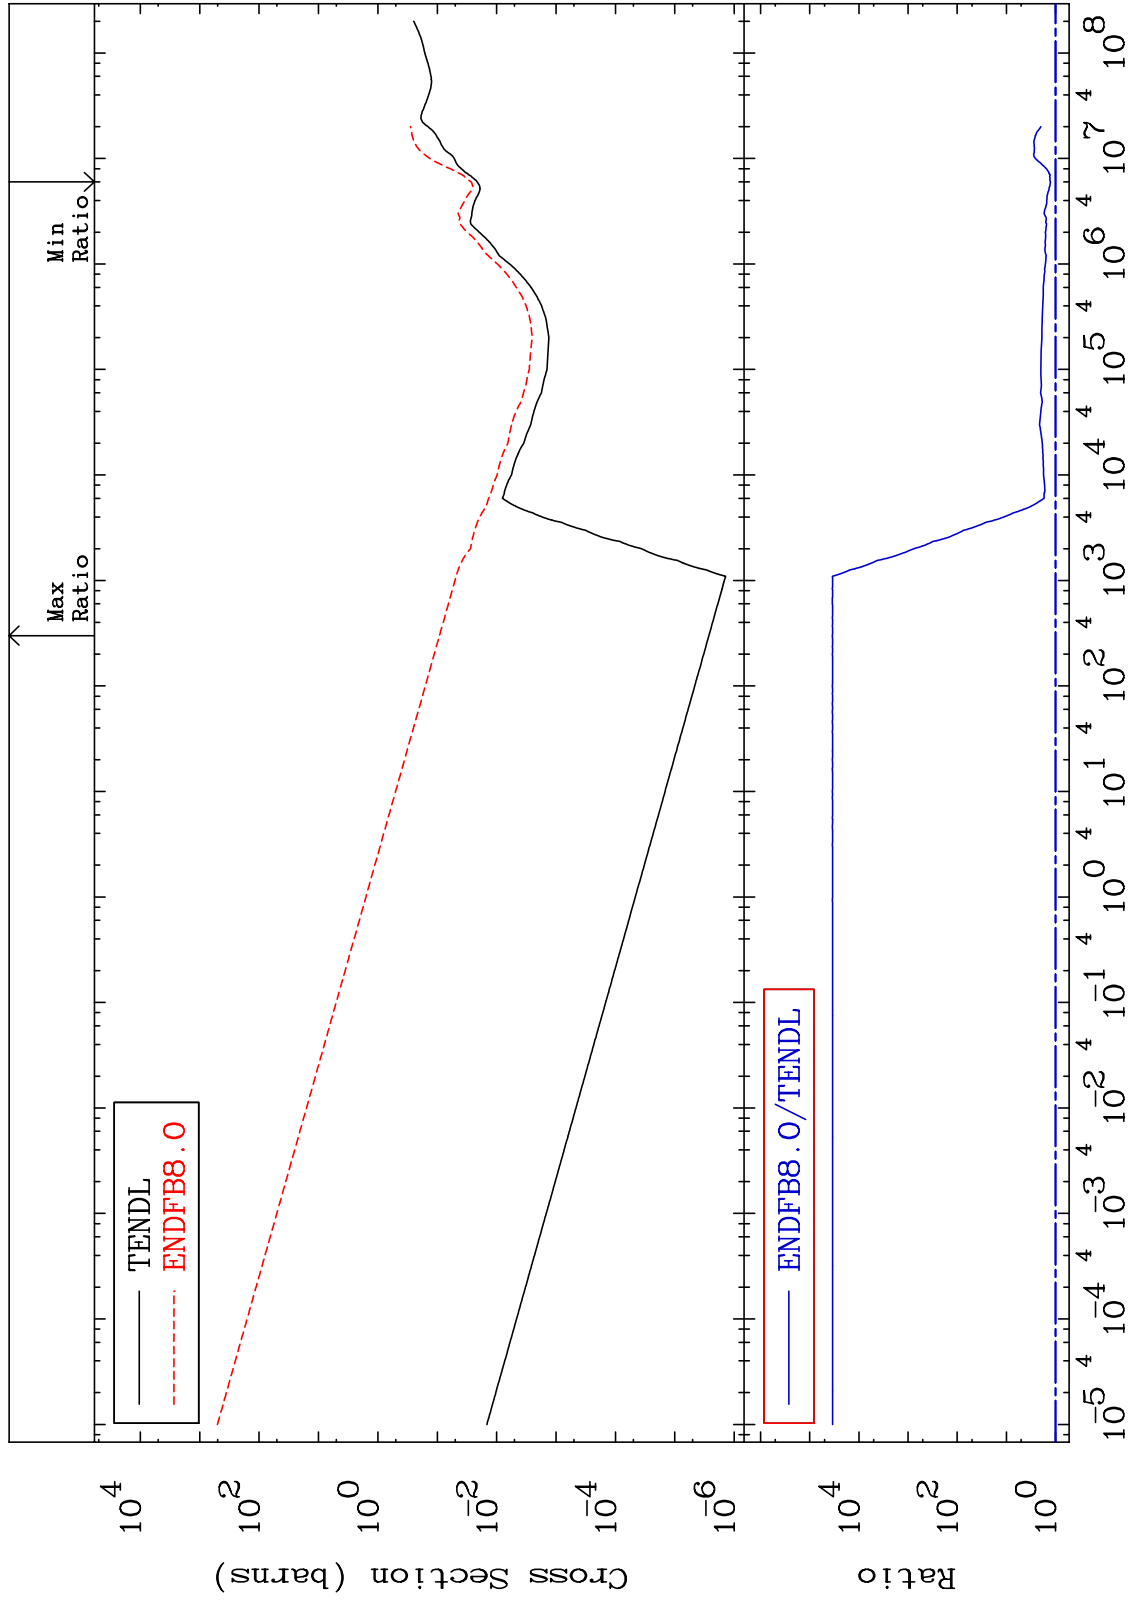 Max
Ratio
Min
Ratio
TENDL
ENDFB8.0
10^4
10^2
10^0
10^-2
10^-4
10^-6
Cross Section (barns)
ENDFB8.0/TENDL
10^4
10^2
10^0
Ratio
10^-5 4 10^-4 4 10^-3 4 10^-2 4 10^-1 4 10^0 4 10^1 4 10^2 4 10^3 4 10^4 4 10^5 4 10^6 4 10^7 4 10^8